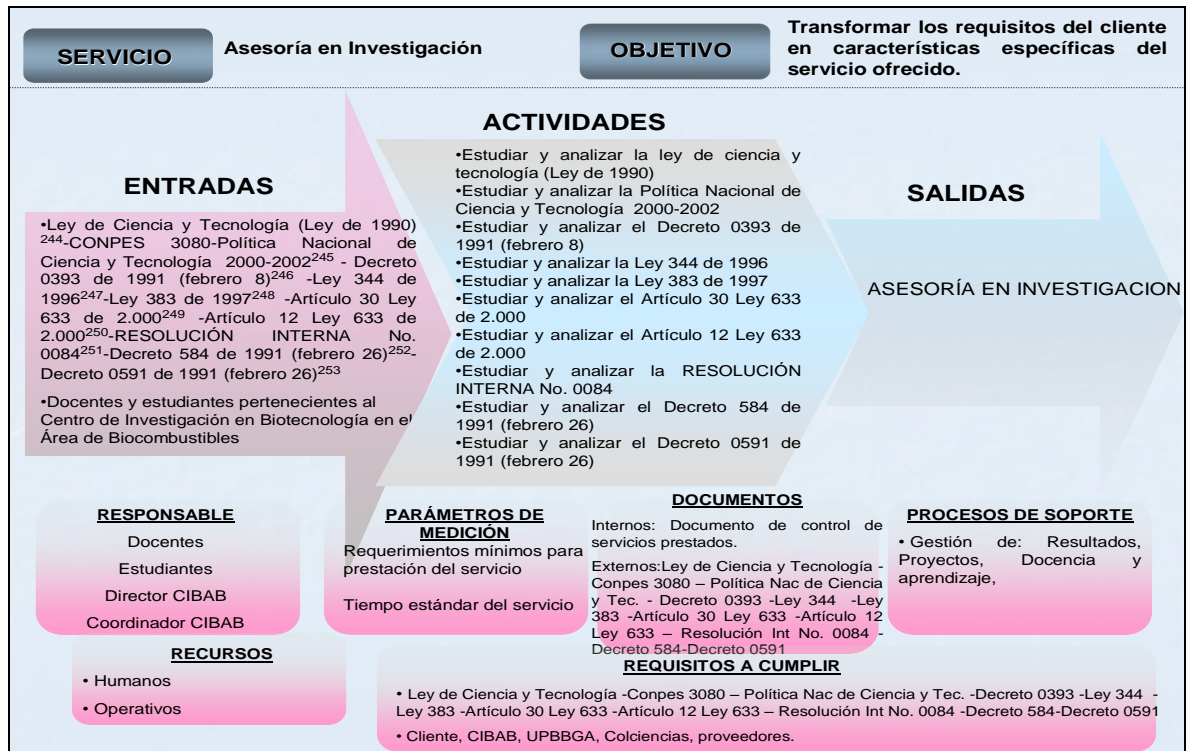 SERVICIO
Asesoría en Investigación
OBJETIVO
Transformar los requisitos del cliente
en características específicas del
servicio ofrecido.
ENTRADAS
•Ley de Ciencia y Tecnología (Ley de 1990)
244-CONPES 3080-Política Nacional de
Ciencia y Tecnología 2000-2002245 - Decreto
0393 de 1991 (febrero 8)246 -Ley 344 de
1996247-Ley 383 de 1997248 -Artículo 30 Ley
633 de 2.000249 -Artículo 12 Ley 633 de
2.000250-RESOLUCIÓN INTERNA No.
0084251-Decreto 584 de 1991 (febrero 26)252-
Decreto 0591 de 1991 (febrero 26)253
•Docentes y estudiantes pertenecientes al
Centro de Investigación en Biotecnología en el
Área de Biocombustibles
ACTIVIDADES
•Estudiar y analizar la ley de ciencia y
tecnología (Ley de 1990)
•Estudiar y analizar la Política Nacional de
Ciencia y Tecnología 2000-2002
•Estudiar y analizar el Decreto 0393 de
1991 (febrero 8)
•Estudiar y analizar la Ley 344 de 1996
•Estudiar y analizar la Ley 383 de 1997
•Estudiar y analizar el Artículo 30 Ley 633
de 2.000
•Estudiar y analizar el Artículo 12 Ley 633
de 2.000
•Estudiar y analizar la RESOLUCIÓN
INTERNA No. 0084
•Estudiar y analizar el Decreto 584 de
1991 (febrero 26)
•Estudiar y analizar el Decreto 0591 de
1991 (febrero 26)
SALIDAS
ASESORÍA EN INVESTIGACION
RESPONSABLE
Docentes
Estudiantes
Director CIBAB
Coordinador CIBAB
PARÁMETROS DE
MEDICIÓN
Requerimientos mínimos para
prestación del servicio
Tiempo estándar del servicio
DOCUMENTOS
Internos: Documento de control de
servicios prestados.
Externos:Ley de Ciencia y Tecnología -
Conpes 3080 – Política Nac de Ciencia
y Tec. - Decreto 0393 -Ley 344 -Ley
383 -Artículo 30 Ley 633 -Artículo 12
Ley 633 – Resolución Int No. 0084 -
Decreto 584-Decreto 0591
PROCESOS DE SOPORTE
• Gestión de: Resultados,
Proyectos, Docencia y
aprendizaje,
RECURSOS
• Humanos
• Operativos
REQUISITOS A CUMPLIR
• Ley de Ciencia y Tecnología -Conpes 3080 – Política Nac de Ciencia y Tec. -Decreto 0393 -Ley 344 -
Ley 383 -Artículo 30 Ley 633 -Artículo 12 Ley 633 – Resolución Int No. 0084 -Decreto 584-Decreto 0591
• Cliente, CIBAB, UPBBGA, Colciencias, proveedores.